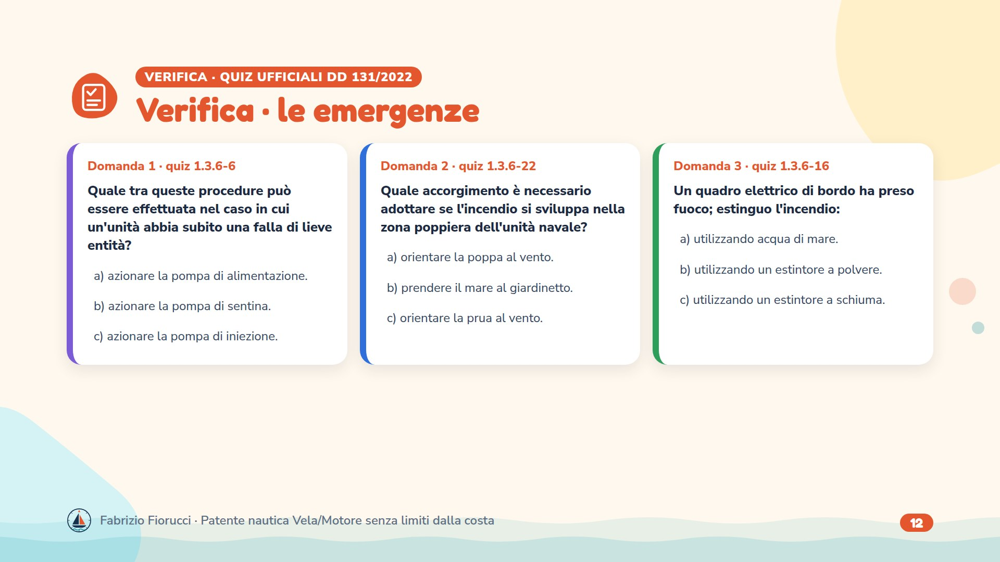 VERIFICA · QUIZ UFFICIALI DD 131/2022
Verifica · le emergenze
Domanda 1 · quiz 1.3.6-6
Quale tra queste procedure può
essere effettuata nel caso in cui
un'unità abbia subito una falla di lieve
entità?
a) azionare la pompa di alimentazione.
b) azionare la pompa di sentina.
c) azionare la pompa di iniezione.
Domanda 2 · quiz 1.3.6-22
Quale accorgimento è necessario
adottare se l'incendio si sviluppa nella
zona poppiera dell'unità navale?
a) orientare la poppa al vento.
b) prendere il mare al giardinetto.
c) orientare la prua al vento.
Domanda 3 · quiz 1.3.6-16
Un quadro elettrico di bordo ha preso
fuoco; estinguo l'incendio:
a) utilizzando acqua di mare.
b) utilizzando un estintore a polvere.
c) utilizzando un estintore a schiuma.
Fabrizio Fiorucci · Patente nautica Vela/Motore senza limiti dalla costa
12